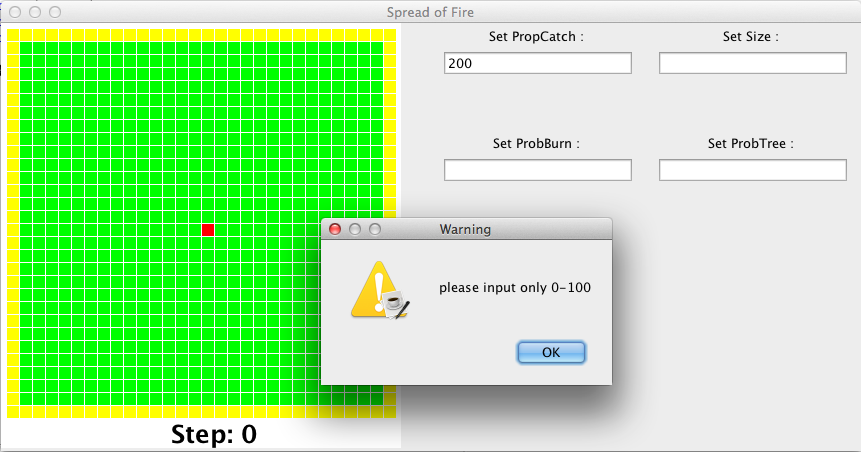 Spread of Fire
Set PropCatch :
Set Size :
200
Set ProbBurn :
Set ProbTree :
Warning
please input only 0-100
OK
Step: 0